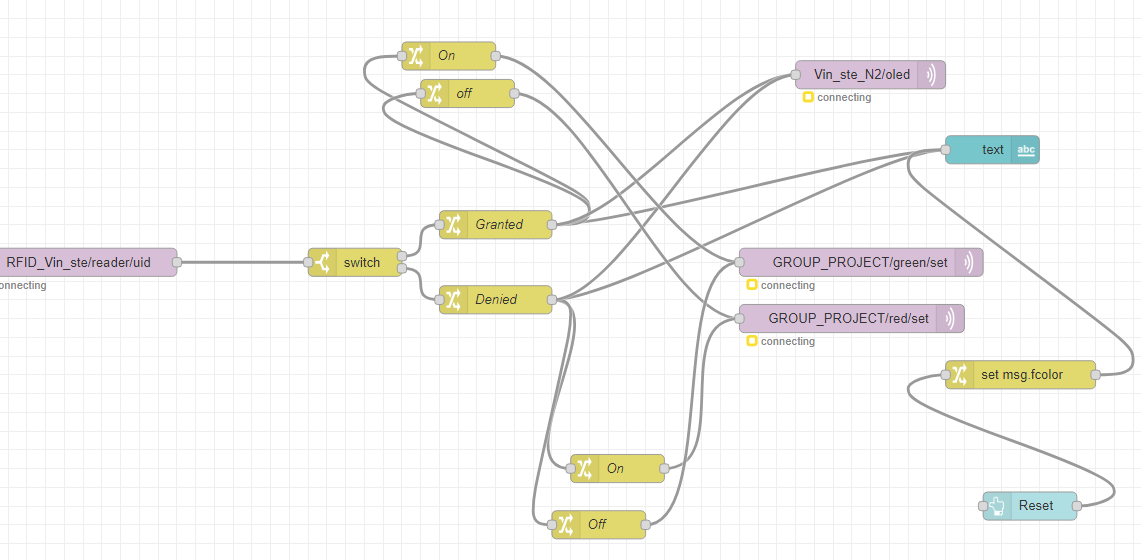 On
off
Vin_ste_N2/oled
connecting
text
abc
Granted
RFID_Vin_ste/reader/uid
connecting
switch
GROUP_PROJECT/green/set
connecting
Denied
GROUP_PROJECT/red/set
connecting
set msg.fcolor
On
Reset
Off